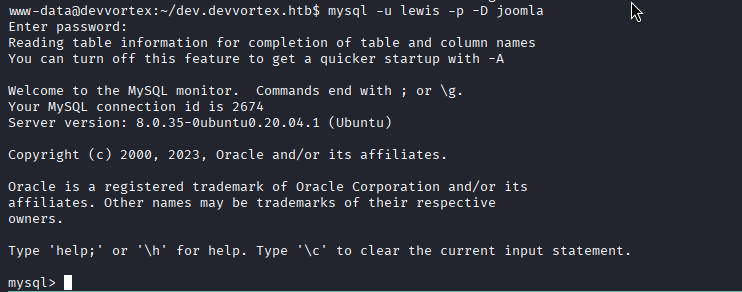 www-data@devvortex:~/dev.devvortex.htb$ mysql -u lewis -p -D joomla
Enter password:
Reading table information for completion of table and column names
You can turn off this feature to get a quicker startup with -A
Welcome to the MySQL monitor.  Commands end with ; or \g.
Your MySQL connection id is 2674
Server version: 8.0.35-0ubuntu0.20.04.1 (Ubuntu)
Copyright (c) 2000, 2023, Oracle and/or its affiliates.
Oracle is a registered trademark of Oracle Corporation and/or its
affiliates. Other names may be trademarks of their respective
owners.
Type 'help;' or '\h' for help. Type '\c' to clear the current input statement.
mysql>